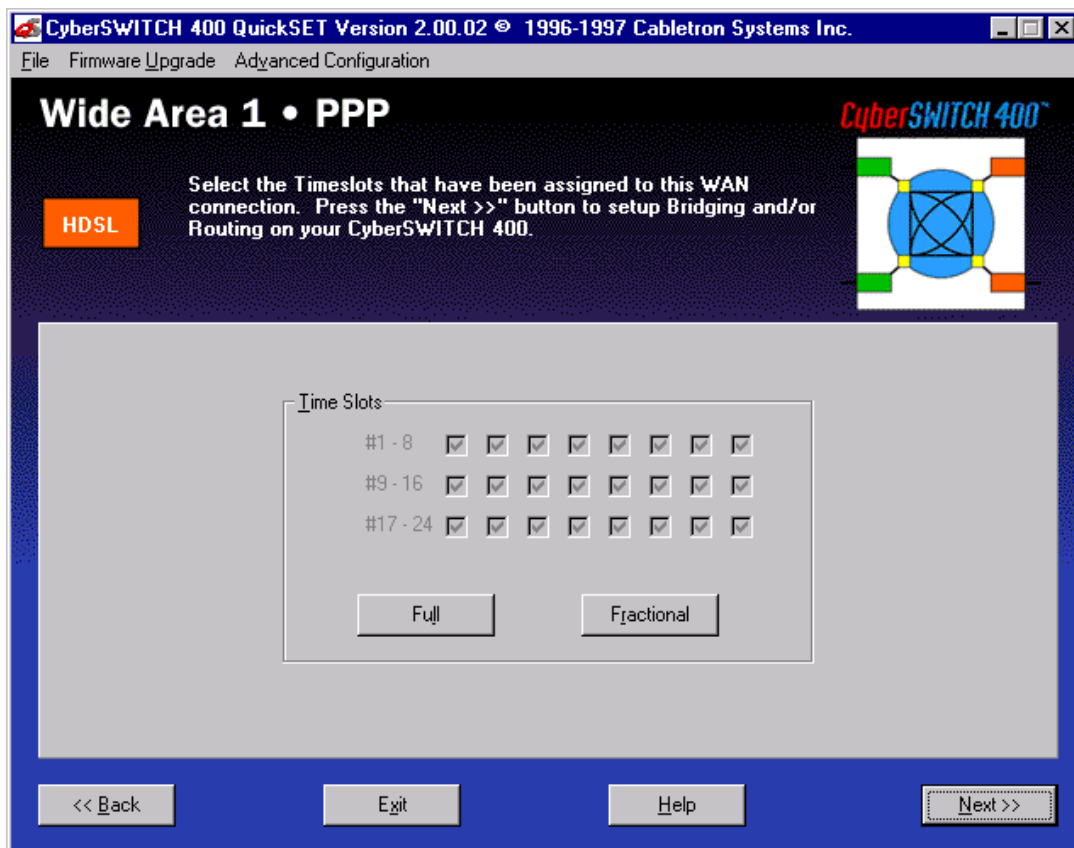 CyberSWITCH 400 QuickSET Version 2.00.02 © 1996-1997 Cabletron Systems Inc.
File Firmware Upgrade Advanced Configuration
Wide Area 1 • PPP
CyberSWITCH 400™
HDSL
Select the Timeslots that have been assigned to this WAN
connection. Press the "Next >>" button to setup Bridging and/or
Routing on your CyberSWITCH 400.
Time Slots
#1 - 8
#9 - 16
#17 - 24
Full
Fractional
<< Back
Exit
Help
Next >>